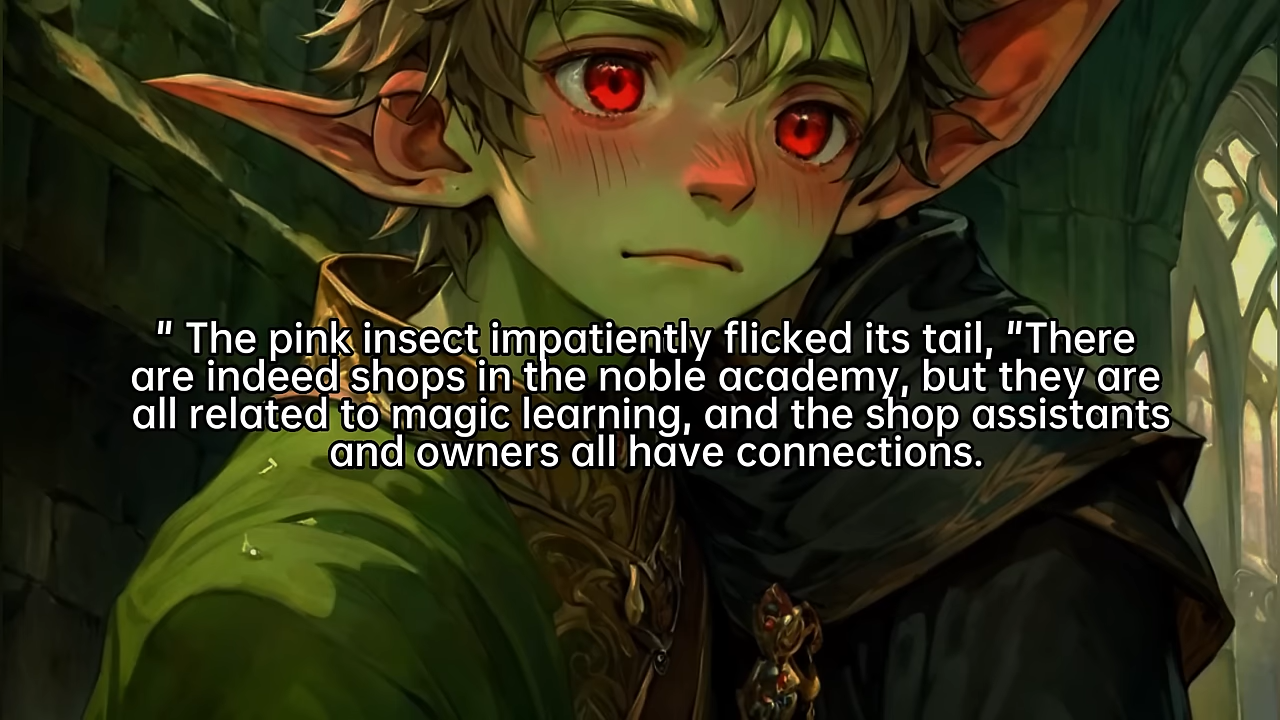 " The pink insect impatiently flicked its tail, "There
are indeed shops in the noble academy, but they are
all related to magic learning, and the shop assistants
and owners all have connections.